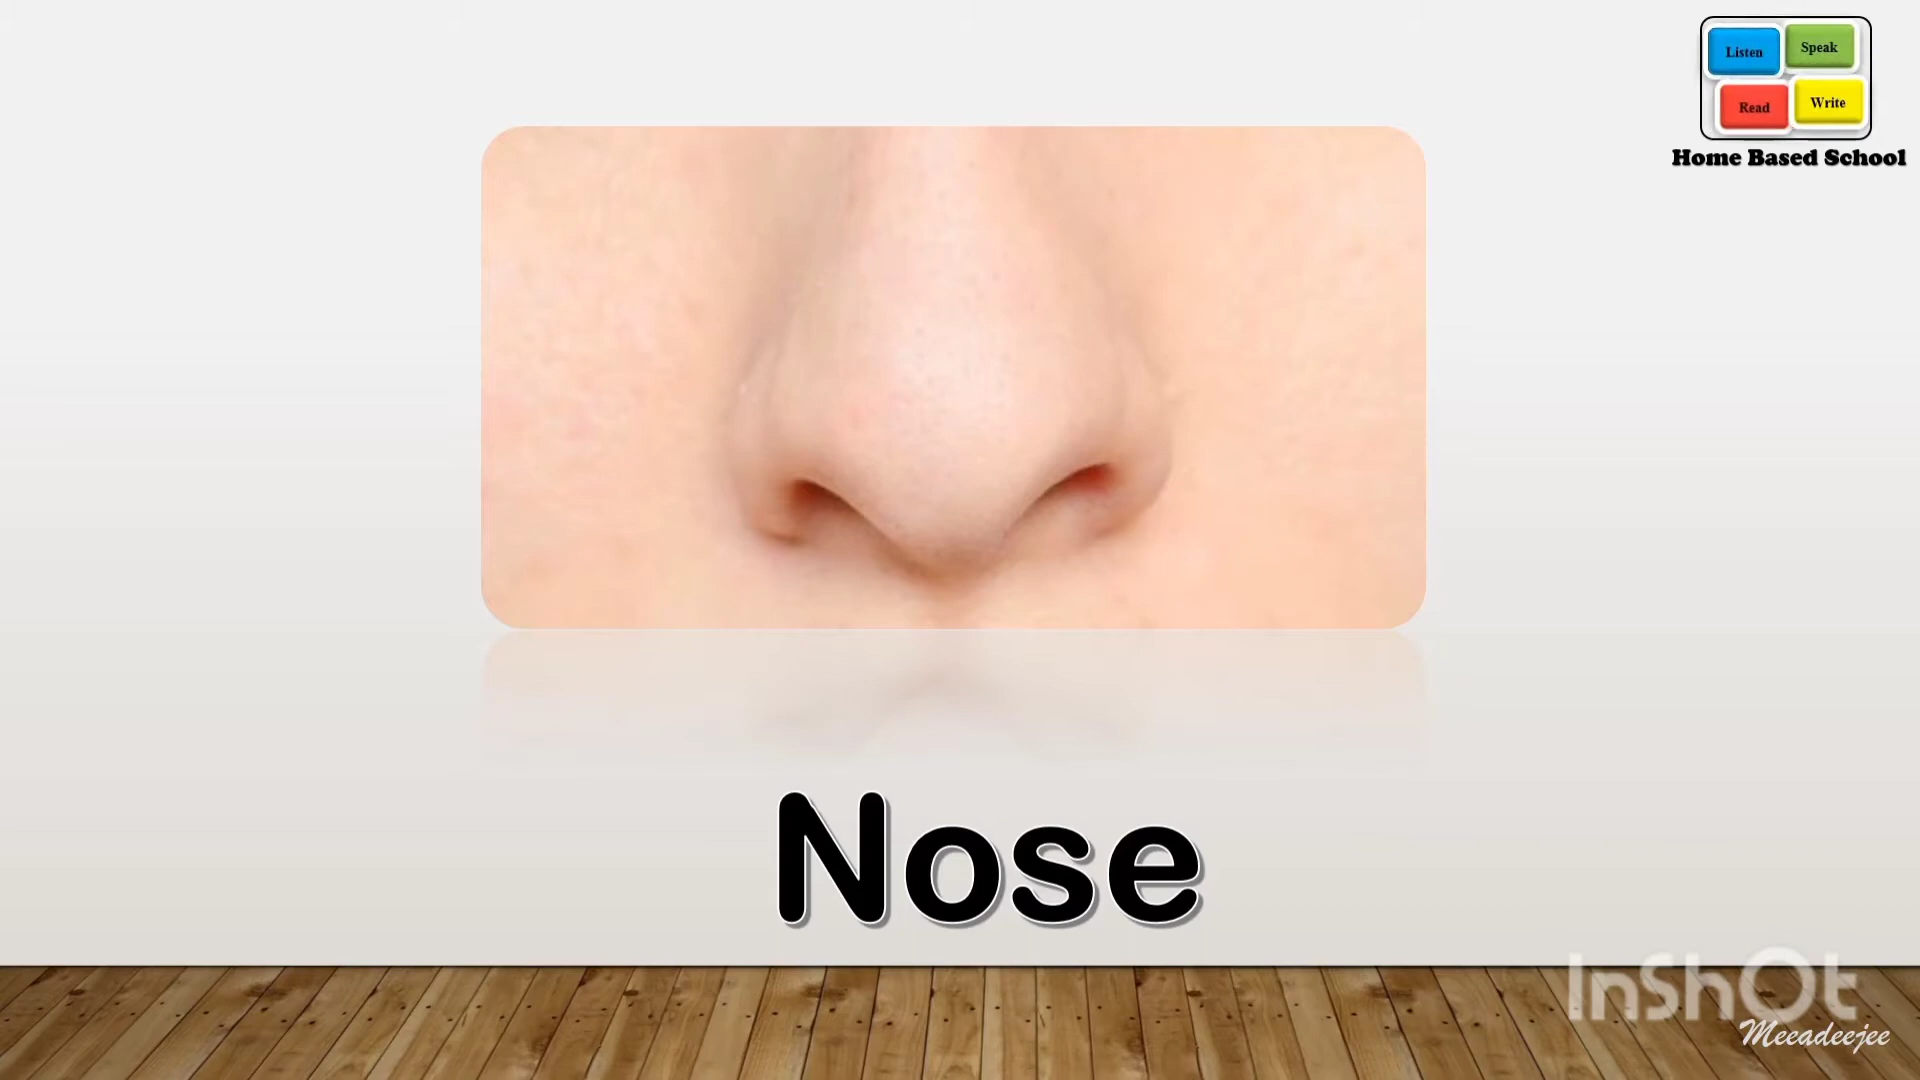 Listen
Speak
Read
Write
Home Based School
Nose
InShOt
Meeadeejee